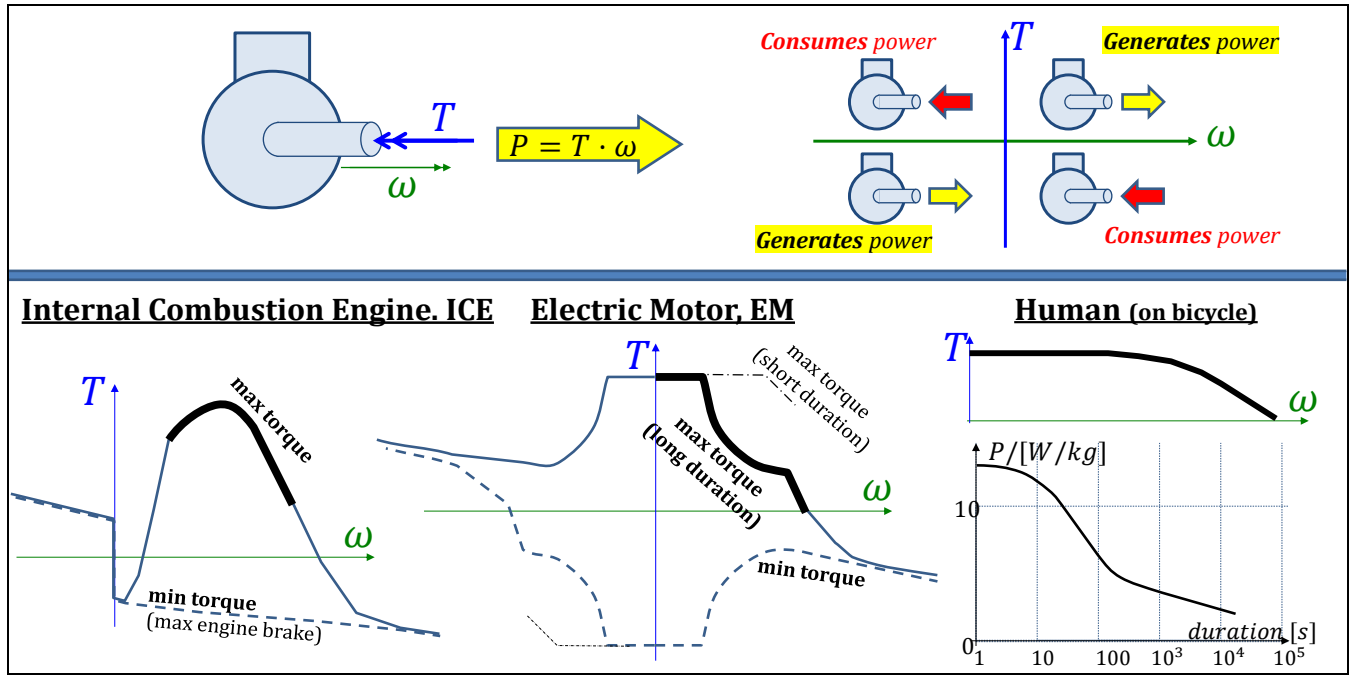 T
ω
P = T · ω
Consumes power
T
Generates power
ω
Generates power
Consumes power
Internal Combustion Engine. ICE
T
max torque
ω
min torque
(max engine brake)
Electric Motor, EM
T
max torque
(short duration)
max torque
(long duration)
ω
min torque
Human (on bicycle)
T
ω
P/[W/kg]
10
0
duration [s]
1 10 100 10³ 10⁴ 10⁵